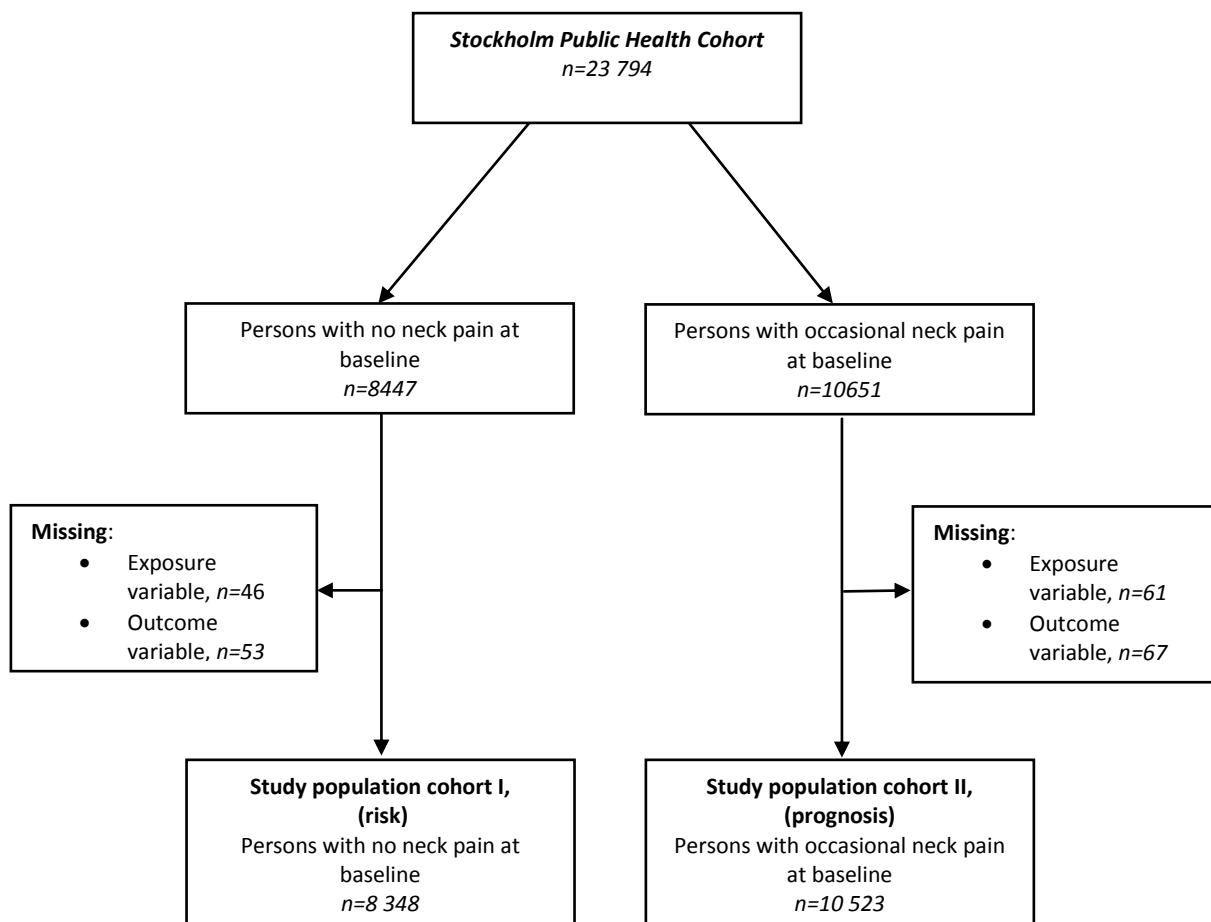 Stockholm Public Health Cohort
n=23 794
Persons with no neck pain at
baseline
n=8447
Persons with occasional neck pain
at baseline
n=10651
Missing:
• Exposure
variable, n=46
• Outcome
variable, n=53
Missing:
• Exposure
variable, n=61
• Outcome
variable, n=67
Study population cohort I,
(risk)
Persons with no neck pain at
baseline
n=8 348
Study population cohort II,
(prognosis)
Persons with occasional neck pain
at baseline
n=10 523